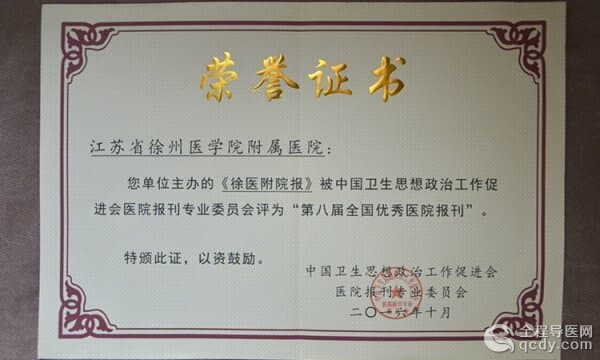 荣誉证书
江苏省徐州医学院附属医院：
您单位主办的《徐医附院报》被中国卫生思想政治工作促
进会医院报刊专业委员会评为“第八届全国优秀医院报刊”。
特颁此证，以资鼓励。
中国卫生思想政治工作促进会
医院报刊专业委员会
二〇一六年十月
全程导医网
qcdy.com